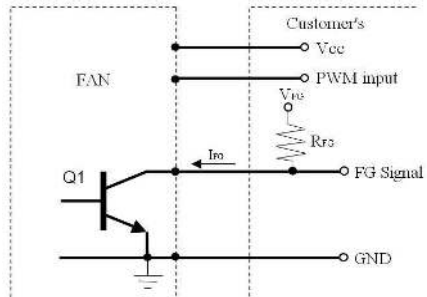 Customer's
Vcc
FAN
PWM input
VFG
RFG
IFG
FG Signal
Q1
GND